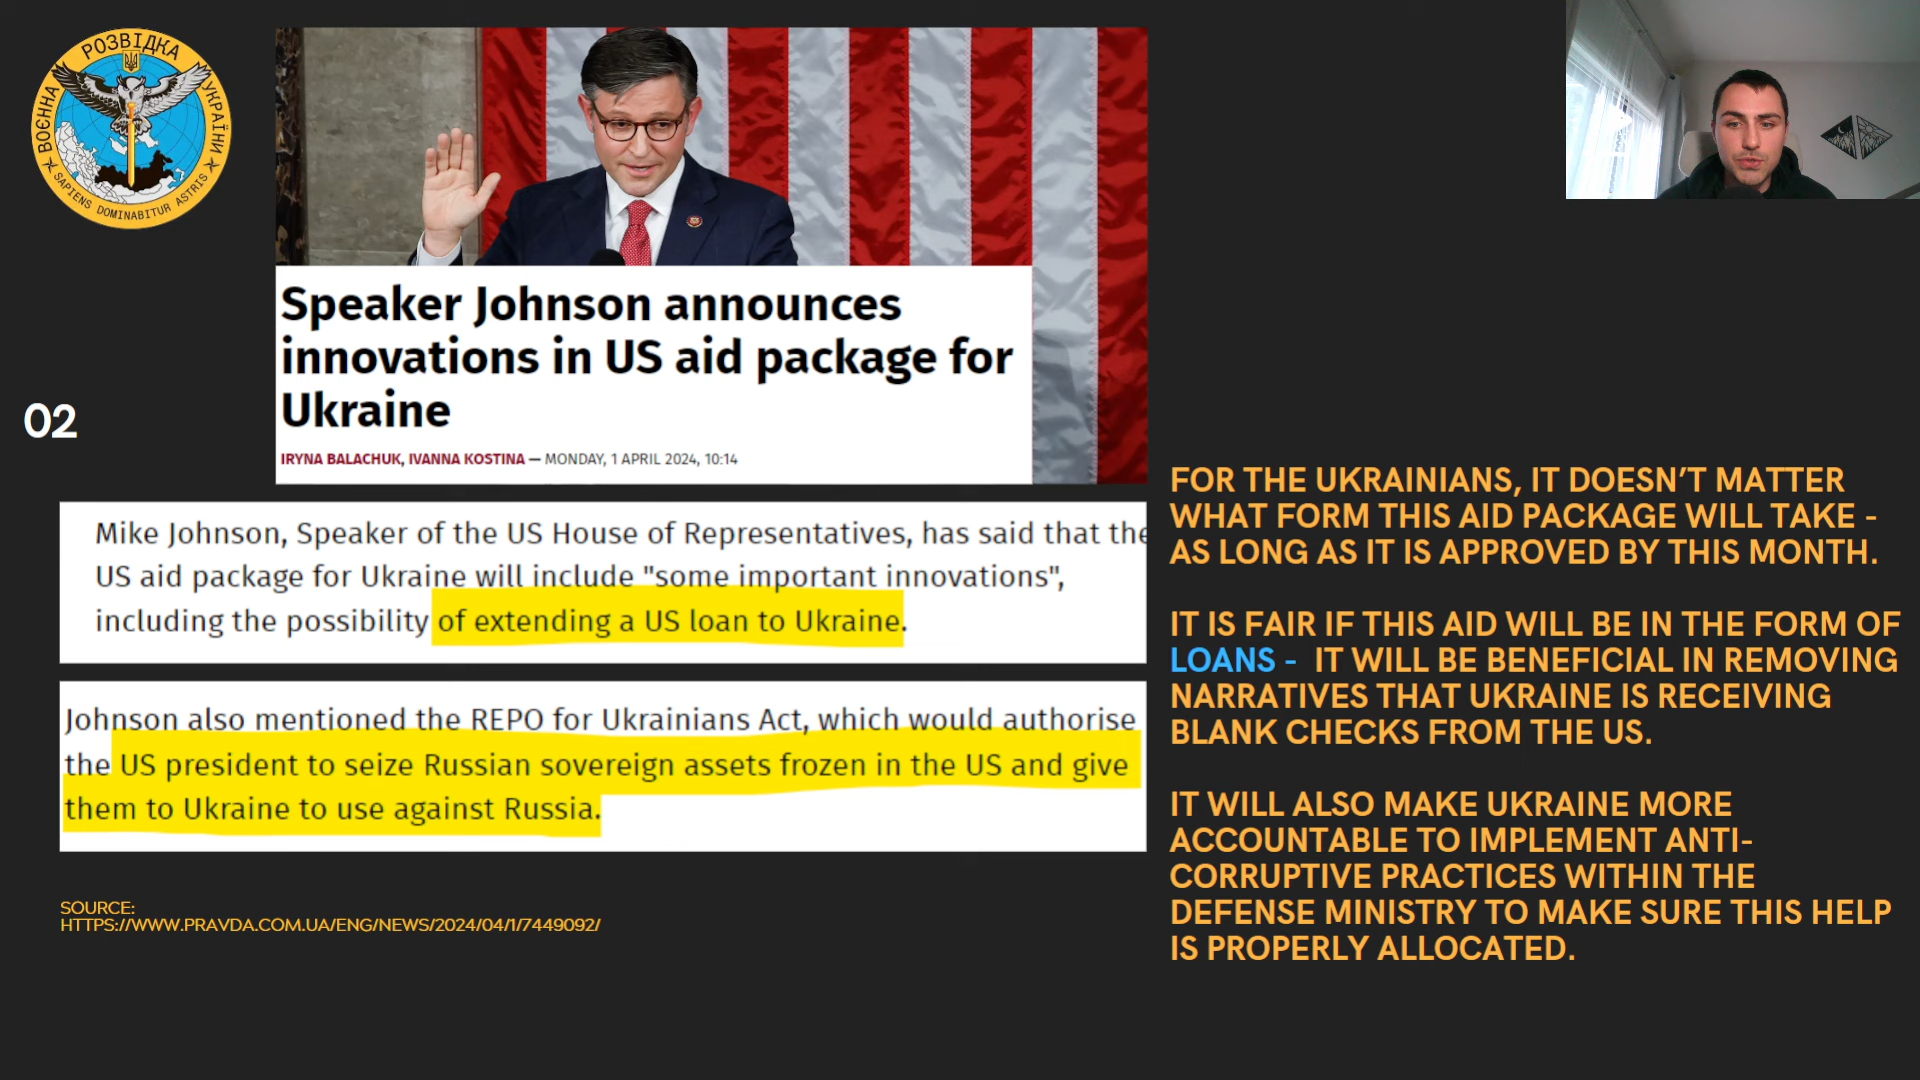 ВОЄННА РОЗВІДКА УКРАЇНИ
SAPIENS DOMINABITUR ASTRIS
02
Speaker Johnson announces
innovations in US aid package for
Ukraine
IRYNA BALACHUK, IVANNA KOSTINA — MONDAY, 1 APRIL 2024, 10:14
Mike Johnson, Speaker of the US House of Representatives, has said that the
US aid package for Ukraine will include "some important innovations",
including the possibility of extending a US loan to Ukraine.
Johnson also mentioned the REPO for Ukrainians Act, which would authorise
the US president to seize Russian sovereign assets frozen in the US and give
them to Ukraine to use against Russia.
SOURCE:
HTTPS://WWW.PRAVDA.COM.UA/ENG/NEWS/2024/04/1/7449092/
FOR THE UKRAINIANS, IT DOESN’T MATTER
WHAT FORM THIS AID PACKAGE WILL TAKE -
AS LONG AS IT IS APPROVED BY THIS MONTH.
IT IS FAIR IF THIS AID WILL BE IN THE FORM OF
LOANS - IT WILL BE BENEFICIAL IN REMOVING
NARRATIVES THAT UKRAINE IS RECEIVING
BLANK CHECKS FROM THE US.
IT WILL ALSO MAKE UKRAINE MORE
ACCOUNTABLE TO IMPLEMENT ANTI-
CORRUPTIVE PRACTICES WITHIN THE
DEFENSE MINISTRY TO MAKE SURE THIS HELP
IS PROPERLY ALLOCATED.